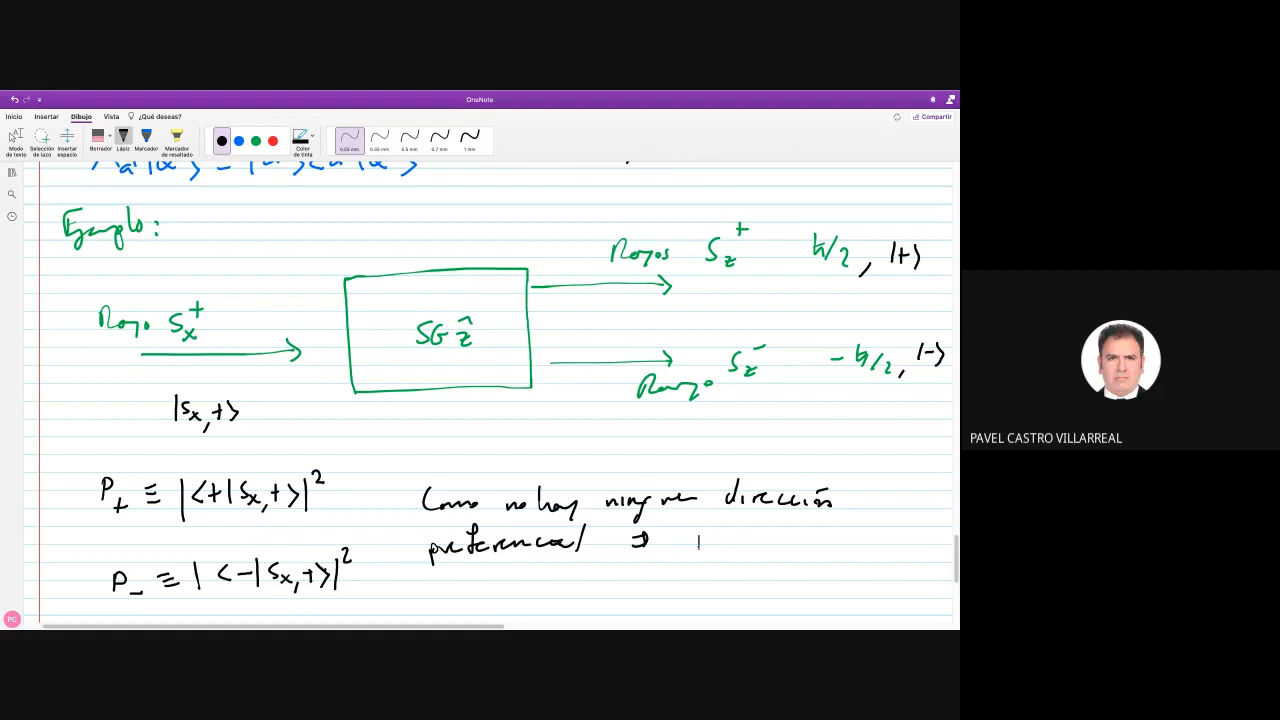 OneNote
Inicio Insertar Dibujo Vista ¿Qué deseas? Compartir
Modo de texto Selección de lazo Insertar espacio Borrador Lápiz Marcador Marcador de resaltado Color de tinta 0.25 mm 0.35 mm 0.5 mm 0.7 mm 1 mm
Ejemplo:
Rayos S_z^+ ħ/2, |+⟩
Rayo S_x^+
SG ẑ
Rayo S_z^- -ħ/2, |-⟩
|S_x,+⟩
P_+ ≡ |⟨+|S_x,+⟩|^2 Como no hay ninguna dirección
preferencial ⇒
P_- ≡ |⟨-|S_x,+⟩|^2
PC
PAVEL CASTRO VILLARREAL